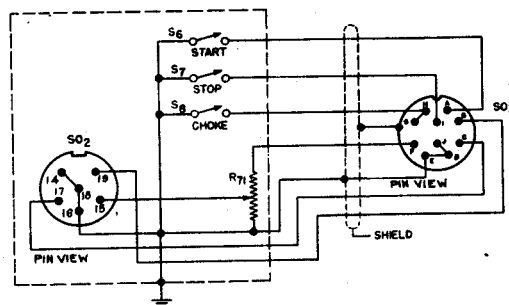 S6
START
S7
STOP
S8
CHOKE
SO2
14
17
18
19
16
15
R71
PIN VIEW
H
A
B
I
J
F
E
D
SO
PIN VIEW
SHIELD